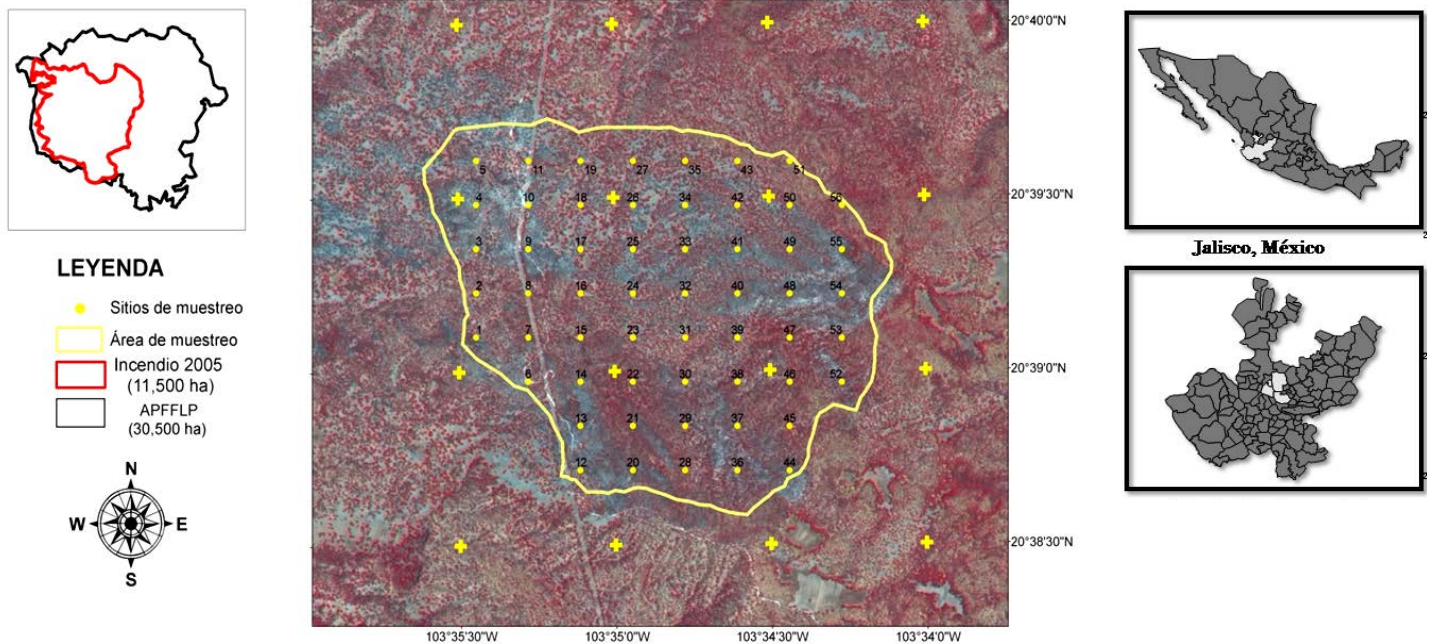 LEYENDA
Sitios de muestreo
Área de muestreo
Incendio 2005
(11,500 ha)
APFFLP
(30,500 ha)
N
W E
S
5 11 19 27 35 43 51
4 10 18 26 34 42 50 56
3 9 17 25 33 41 49 55
2 8 16 24 32 40 48 54
1 7 15 23 31 39 47 53
6 14 22 30 38 46 52
13 21 29 37 45
12 20 28 36 44
20°40'0"N
20°39'30"N
20°39'0"N
20°38'30"N
103°35'30"W 103°35'0"W 103°34'30"W 103°34'0"W
2
Jalisco, México
2
2
2